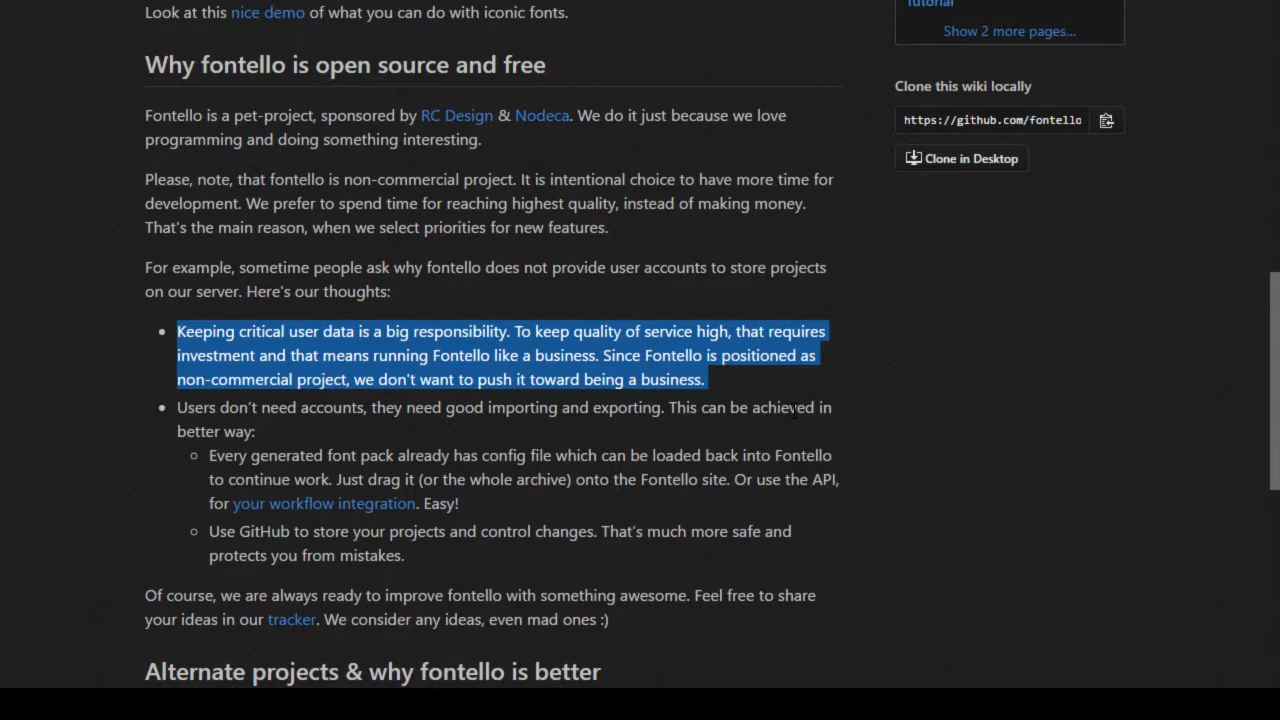 Look at this nice demo of what you can do with iconic fonts.
Why fontello is open source and free
Fontello is a pet-project, sponsored by RC Design & Nodeca. We do it just because we love
programming and doing something interesting.
Please, note, that fontello is non-commercial project. It is intentional choice to have more time for
development. We prefer to spend time for reaching highest quality, instead of making money.
That's the main reason, when we select priorities for new features.
For example, sometime people ask why fontello does not provide user accounts to store projects
on our server. Here's our thoughts:
Keeping critical user data is a big responsibility. To keep quality of service high, that requires
investment and that means running Fontello like a business. Since Fontello is positioned as
non-commercial project, we don't want to push it toward being a business.
Users don't need accounts, they need good importing and exporting. This can be achieved in
better way:
Every generated font pack already has config file which can be loaded back into Fontello
to continue work. Just drag it (or the whole archive) onto the Fontello site. Or use the API,
for your workflow integration. Easy!
Use GitHub to store your projects and control changes. That's much more safe and
protects you from mistakes.
Of course, we are always ready to improve fontello with something awesome. Feel free to share
your ideas in our tracker. We consider any ideas, even mad ones :)
Alternate projects & why fontello is better
Tutorial
Show 2 more pages...
Clone this wiki locally
https://github.com/fontello
Clone in Desktop